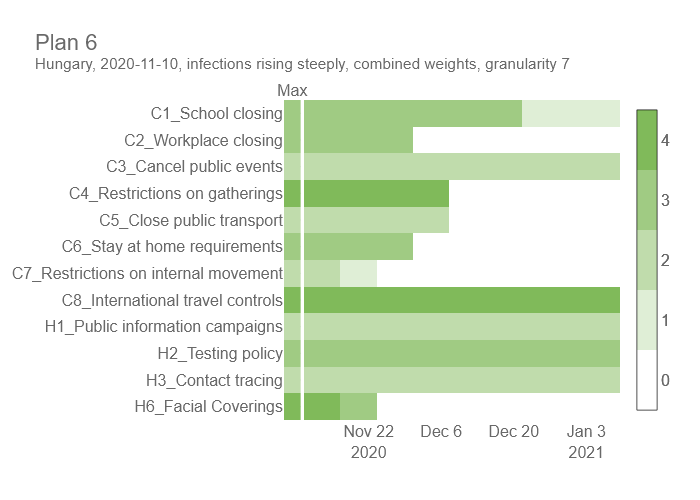 Plan 6
Hungary, 2020-11-10, infections rising steeply, combined weights, granularity 7
Max
C1_School closing
C2_Workplace closing
C3_Cancel public events
C4_Restrictions on gatherings
C5_Close public transport
C6_Stay at home requirements
C7_Restrictions on internal movement
C8_International travel controls
H1_Public information campaigns
H2_Testing policy
H3_Contact tracing
H6_Facial Coverings
Nov 22 Dec 6 Dec 20 Jan 3
2020 2021
4
3
2
1
0